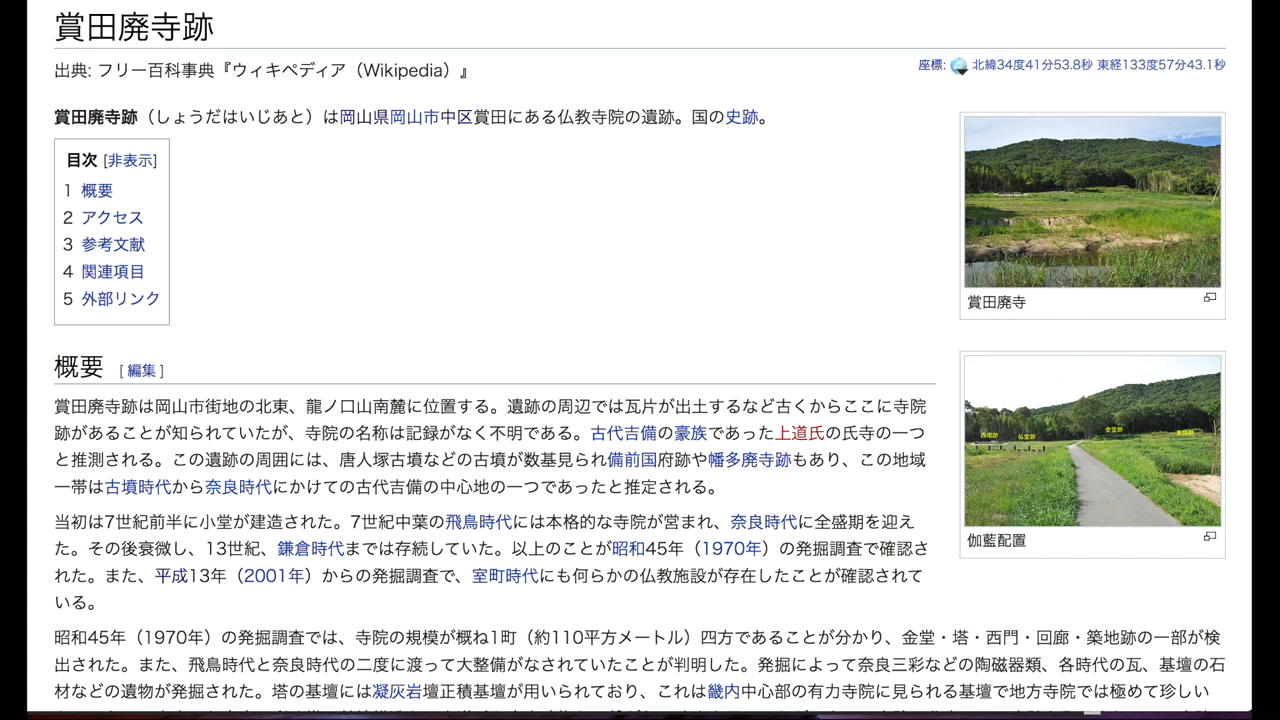 賞田廃寺跡
出典: フリー百科事典『ウィキペディア（Wikipedia）』
座標: 北緯34度41分53.8秒 東経133度57分43.1秒
賞田廃寺跡（しょうだはいじあと）は岡山県岡山市中区賞田にある仏教寺院の遺跡。国の史跡。
目次 [非表示]
1 概要
2 アクセス
3 参考文献
4 関連項目
5 外部リンク
賞田廃寺
概要 [ 編集 ]
賞田廃寺跡は岡山市街地の北東、龍ノ口山南麓に位置する。遺跡の周辺では瓦片が出土するなど古くからここに寺院
跡があることが知られていたが、寺院の名称は記録がなく不明である。古代吉備の豪族であった上道氏の氏寺の一つ
と推測される。この遺跡の周囲には、唐人塚古墳などの古墳が数基見られ備前国府跡や幡多廃寺跡もあり、この地域
一帯は古墳時代から奈良時代にかけての古代吉備の中心地の一つであったと推定される。
西塔跡
仏堂跡
金堂跡
伽藍配置
当初は7世紀前半に小堂が建造された。7世紀中葉の飛鳥時代には本格的な寺院が営まれ、奈良時代に全盛期を迎え
た。その後衰微し、13世紀、鎌倉時代までは存続していた。以上のことが昭和45年（1970年）の発掘調査で確認さ
れた。また、平成13年（2001年）からの発掘調査で、室町時代にも何らかの仏教施設が存在したことが確認されて
いる。
昭和45年（1970年）の発掘調査では、寺院の規模が概ね1町（約110平方メートル）四方であることが分かり、金堂・塔・西門・回廊・築地跡の一部が検
出された。また、飛鳥時代と奈良時代の二度に渡って大整備がなされていたことが判明した。発掘によって奈良三彩などの陶磁器類、各時代の瓦、基壇の石
材などの遺物が発掘された。塔の基壇には凝灰岩壇正積基壇が用いられており、これは畿内中心部の有力寺院に見られる基壇で地方寺院では極めて珍しい